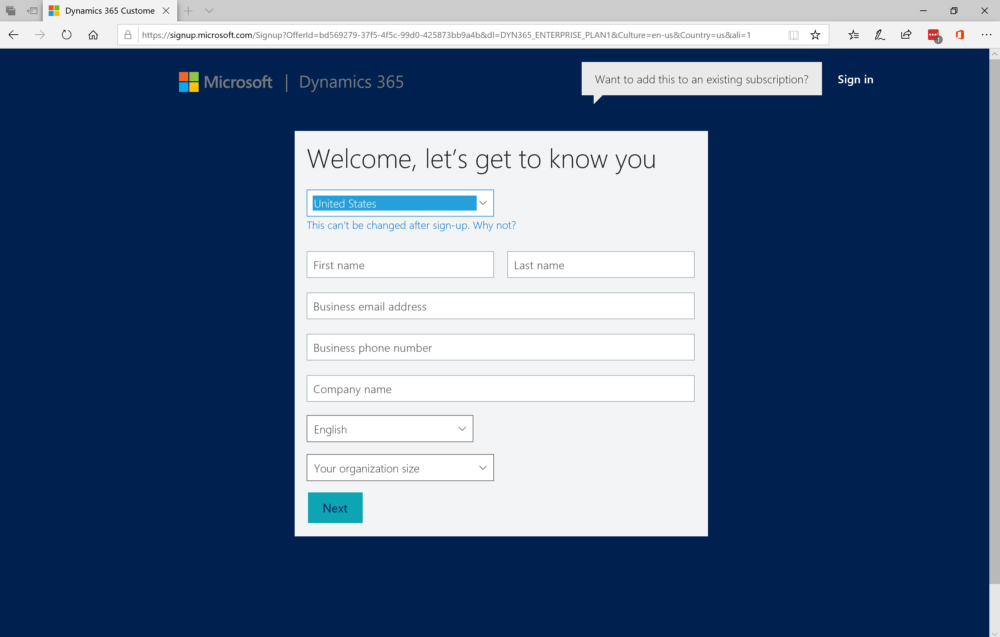 Dynamics 365 Custome
https://signup.microsoft.com/Signup?OfferId=bd569279-37f5-4f5c-99d0-425873bb9a4b&dl=DYN365_ENTERPRISE_PLAN1&Culture=en-us&Country=us&ali=1
1
Microsoft | Dynamics 365
Want to add this to an existing subscription?
Sign in
Welcome, let's get to know you
United States
This can't be changed after sign-up. Why not?
First name
Last name
Business email address
Business phone number
Company name
English
Your organization size
Next